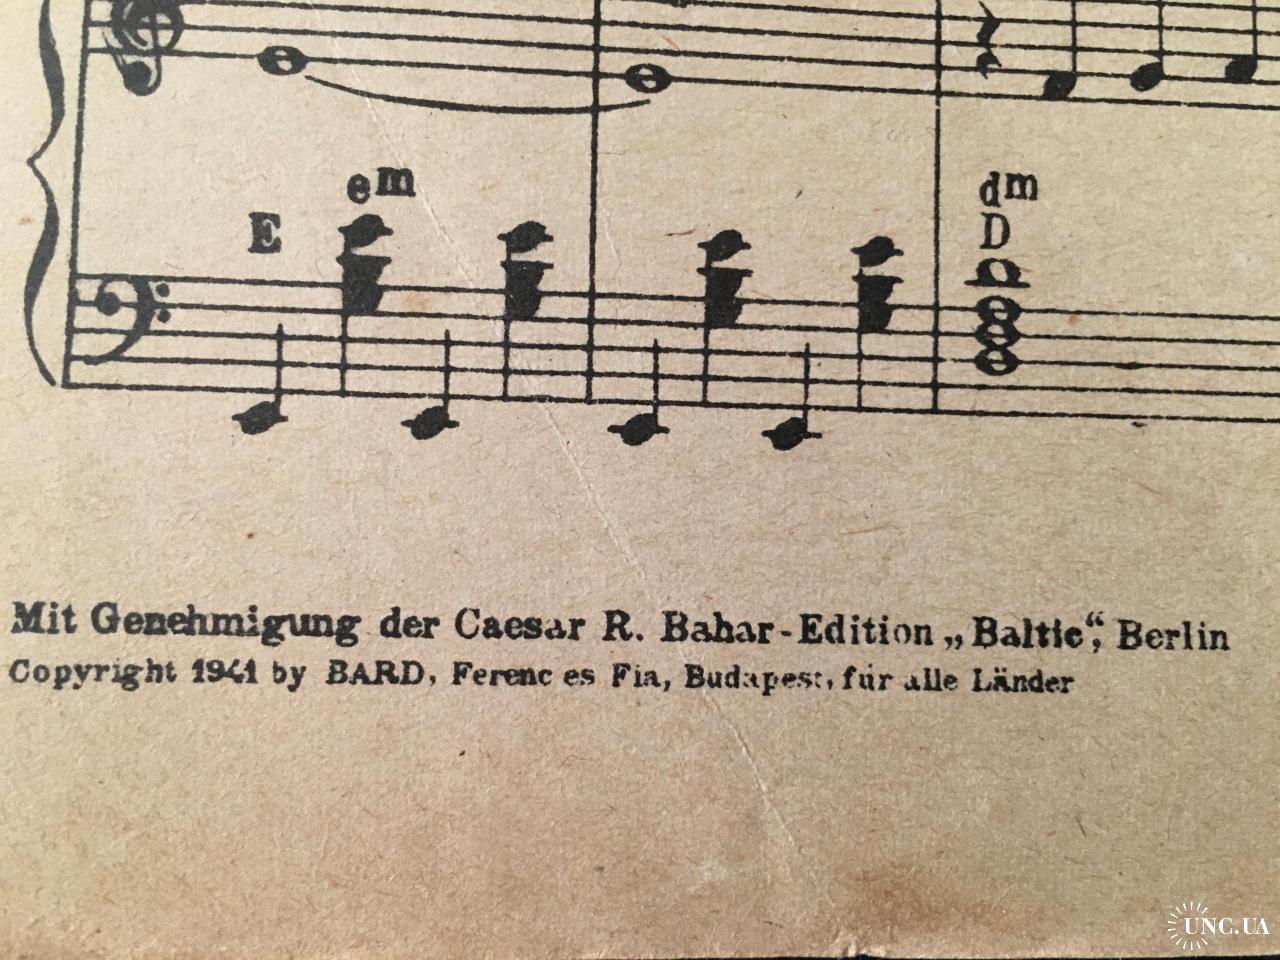 em
dm
E
D
Mit Genehmigung der Caesar R. Bahar-Edition „Baltic“, Berlin
Copyright 1941 by BARD, Ferenc es Fia, Budapest, für alle Länder
UNC.UA